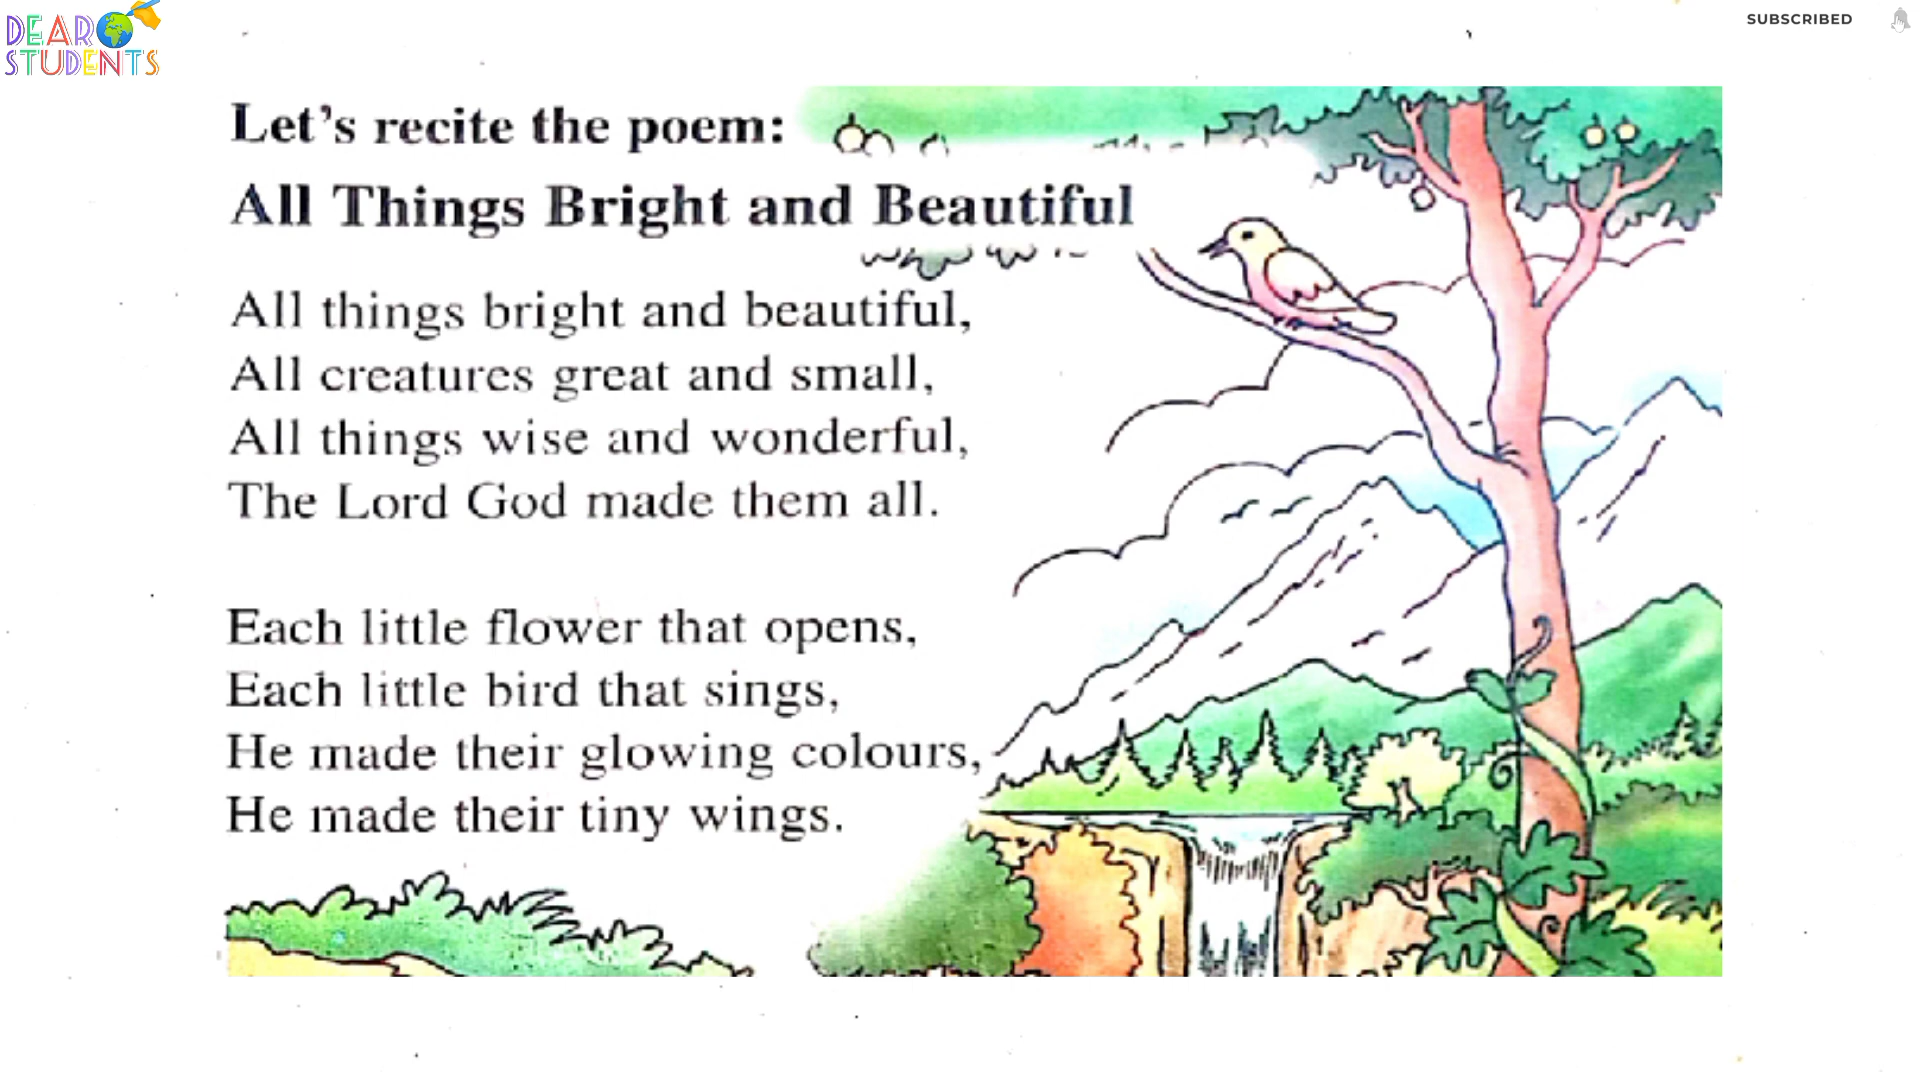 DEAR
STUDENTS
SUBSCRIBED
Let's recite the poem:
All Things Bright and Beautiful
All things bright and beautiful,
All creatures great and small,
All things wise and wonderful,
The Lord God made them all.
Each little flower that opens,
Each little bird that sings,
He made their glowing colours,
He made their tiny wings.